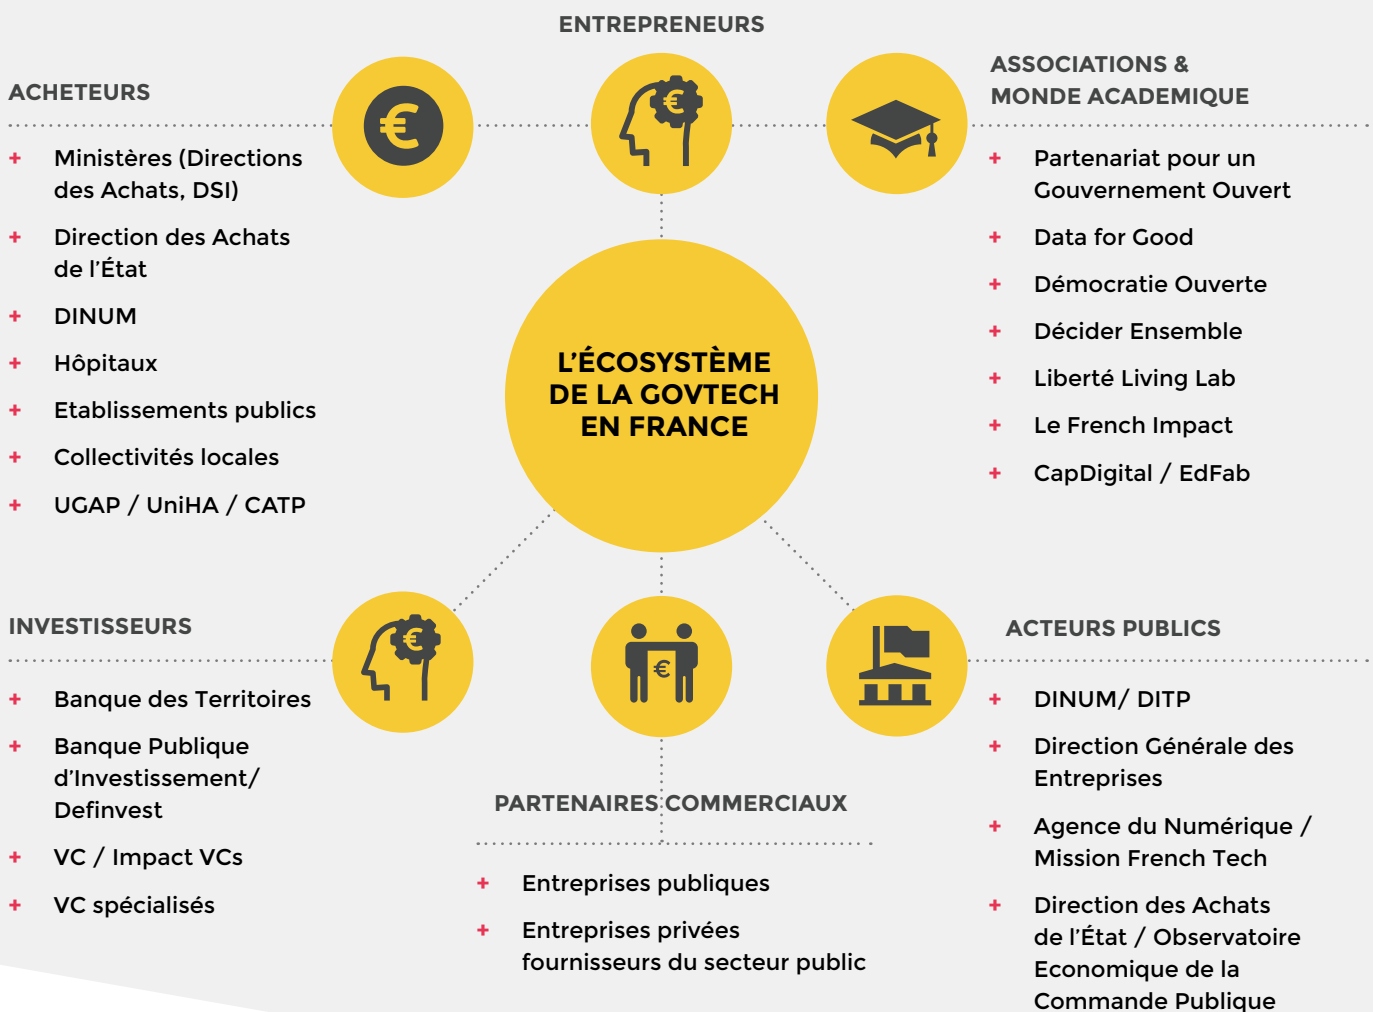 ENTREPRENEURS
ACHETEURS
+ Ministères (Directions
des Achats, DSI)
+ Direction des Achats
de l’État
+ DINUM
+ Hôpitaux
+ Etablissements publics
+ Collectivités locales
+ UGAP / UniHA / CATP
€
€
ASSOCIATIONS &
MONDE ACADEMIQUE
+ Partenariat pour un
Gouvernement Ouvert
+ Data for Good
+ Démocratie Ouverte
+ Décider Ensemble
+ Liberté Living Lab
+ Le French Impact
+ CapDigital / EdFab
L’ÉCOSYSTÈME
DE LA GOVTECH
EN FRANCE
INVESTISSEURS
+ Banque des Territoires
+ Banque Publique
d’Investissement/
Definvest
+ VC / Impact VCs
+ VC spécialisés
€
€
PARTENAIRES COMMERCIAUX
+ Entreprises publiques
+ Entreprises privées
fournisseurs du secteur public
ACTEURS PUBLICS
+ DINUM/ DITP
+ Direction Générale des
Entreprises
+ Agence du Numérique /
Mission French Tech
+ Direction des Achats
de l’État / Observatoire
Economique de la
Commande Publique